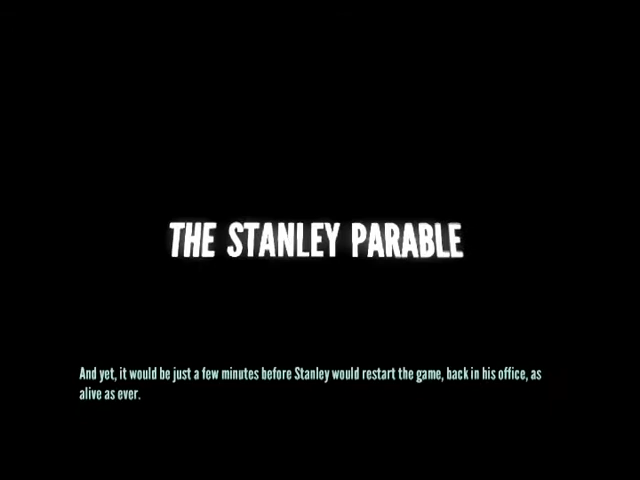 THE STANLEY PARABLE
And yet, it would be just a few minutes before Stanley would restart the game, back in his office, as
alive as ever.